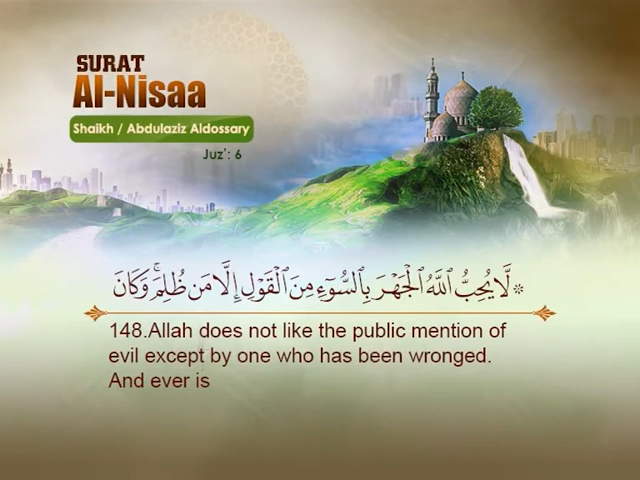 SURAT
Al-Nisaa
Shaikh / Abdulaziz Aldossary
Juz': 6
۞ لَّا يُحِبُّ ٱللَّهُ ٱلْجَهْرَ بِٱلسُّوٓءِ مِنَ ٱلْقَوْلِ إِلَّا مَن ظُلِمَ ۚ وَكَانَ
148.Allah does not like the public mention of
evil except by one who has been wronged.
And ever is